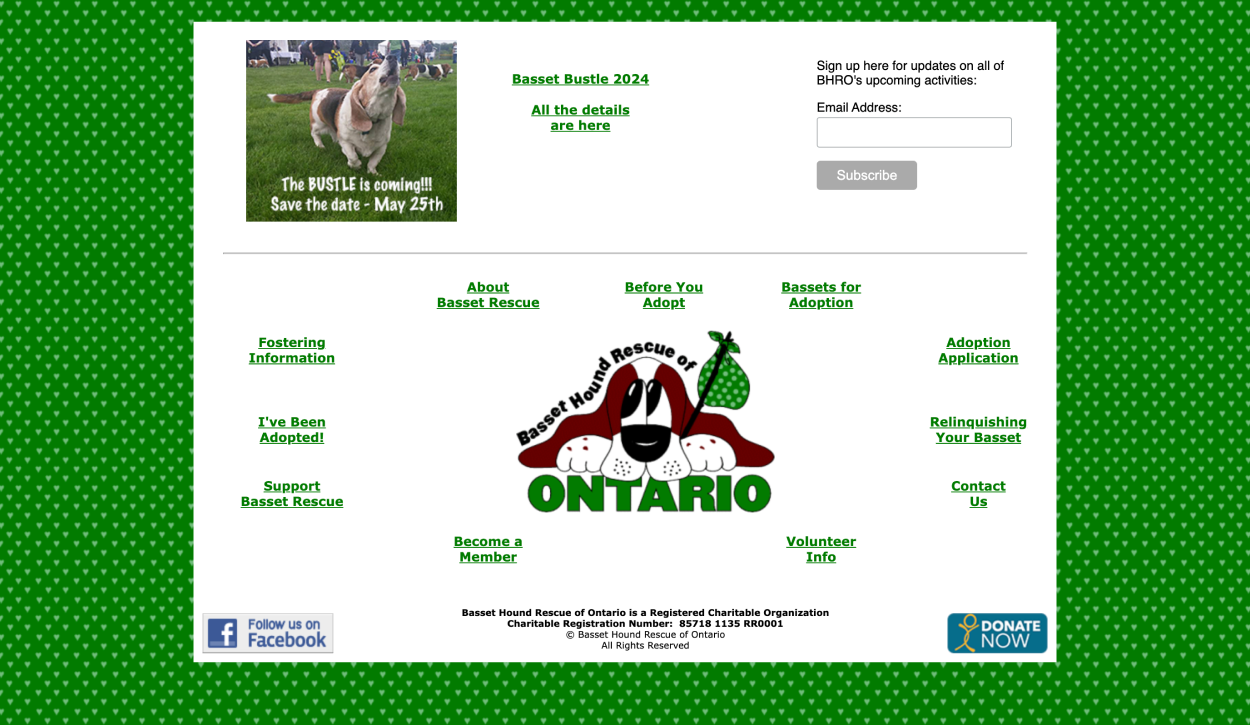 The BUSTLE is coming!!!
Save the date - May 25th
Basset Bustle 2024
All the details
are here
Sign up here for updates on all of
BHRO's upcoming activities:
Email Address:
Subscribe
About
Basset Rescue
Before You
Adopt
Bassets for
Adoption
Fostering
Information
Basset Hound Rescue of
ONTARIO
Adoption
Application
I've Been
Adopted!
Relinquishing
Your Basset
Support
Basset Rescue
Contact
Us
Become a
Member
Volunteer
Info
Follow us on
Facebook
Basset Hound Rescue of Ontario is a Registered Charitable Organization
Charitable Registration Number:  85718 1135 RR0001
© Basset Hound Rescue of Ontario
All Rights Reserved
DONATE
NOW